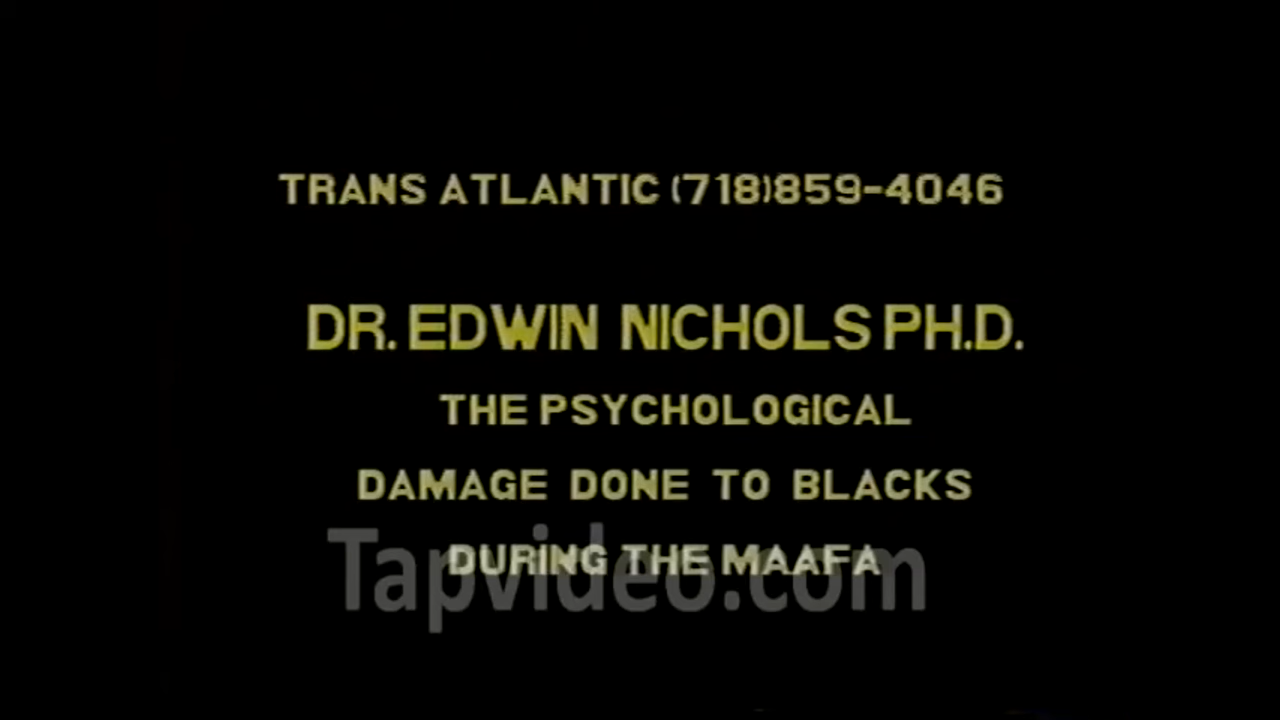 TRANS ATLANTIC (718)859-4046
DR. EDWIN NICHOLS PH.D.
THE PSYCHOLOGICAL
DAMAGE DONE TO BLACKS
DURING THE MAAFA
Tapvideo.com